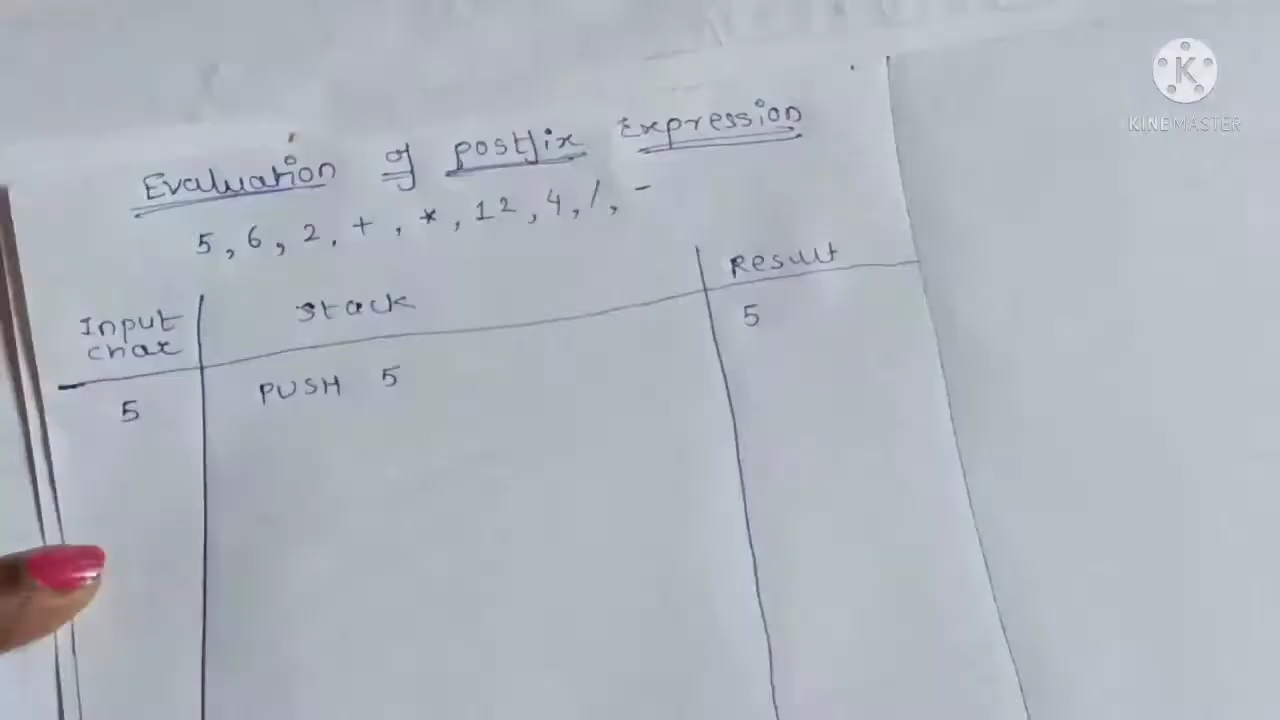 Evaluation of postfix Expression
5, 6, 2, +, *, 12, 4, /, -
Input char
Stack
Result
5
PUSH 5
5
K
KINEMASTER